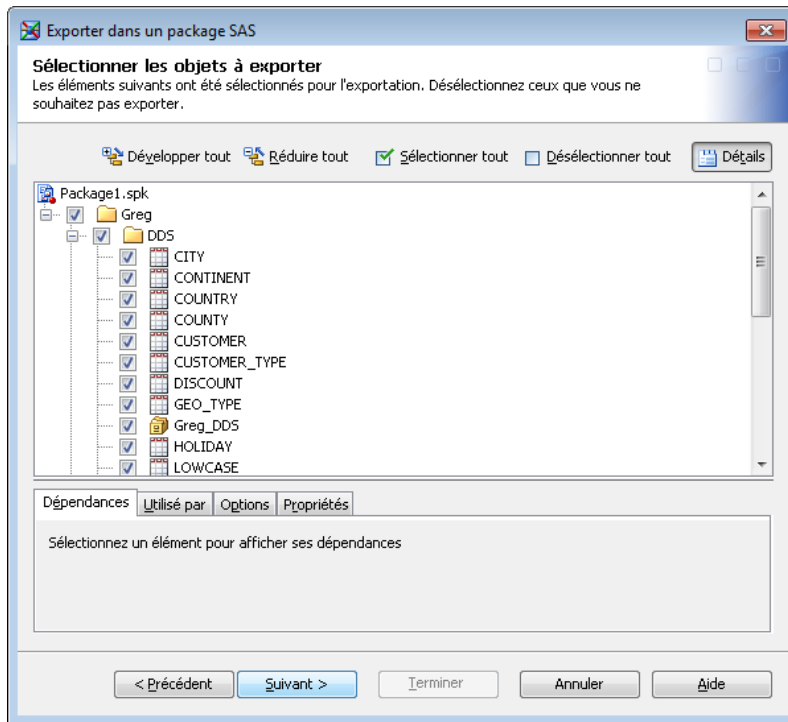 Exporter dans un package SAS
Sélectionner les objets à exporter
Les éléments suivants ont été sélectionnés pour l'exportation. Désélectionnez ceux que vous ne
souhaitez pas exporter.
Développer tout Réduire tout Sélectionner tout Désélectionner tout Détails
Package1.spk
Greg
DDS
CITY
CONTINENT
COUNTRY
COUNTY
CUSTOMER
CUSTOMER_TYPE
DISCOUNT
GEO_TYPE
Greg_DDS
HOLIDAY
LOWCASE
Dépendances Utilisé par Options Propriétés
Sélectionnez un élément pour afficher ses dépendances
< Précédent Suivant > Terminer Annuler Aide